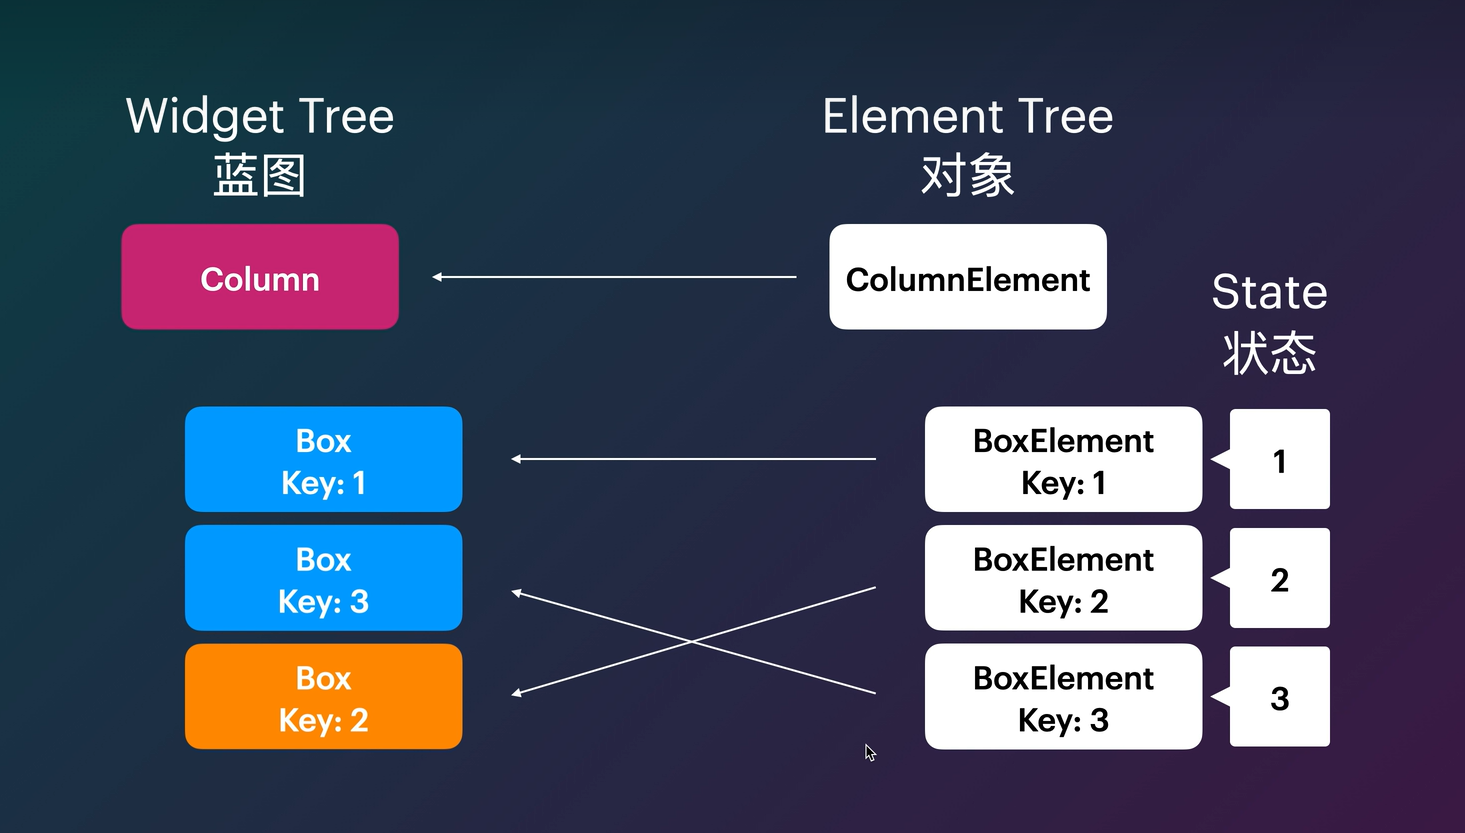 Widget Tree
蓝图
Element Tree
对象
Column
ColumnElement
State
状态
Box
Key: 1
BoxElement
Key: 1
1
Box
Key: 3
BoxElement
Key: 2
2
Box
Key: 2
BoxElement
Key: 3
3